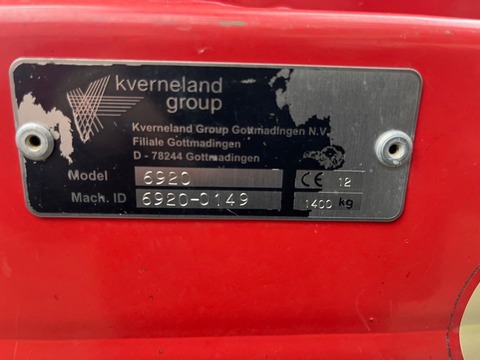 kverneland
group
Kverneland Group Gottmadingen N.V.
Filiale Gottmadingen
D - 78244 Gottmadingen
Model 6920 CE 12
Mach. ID 6920-0149 1400 kg